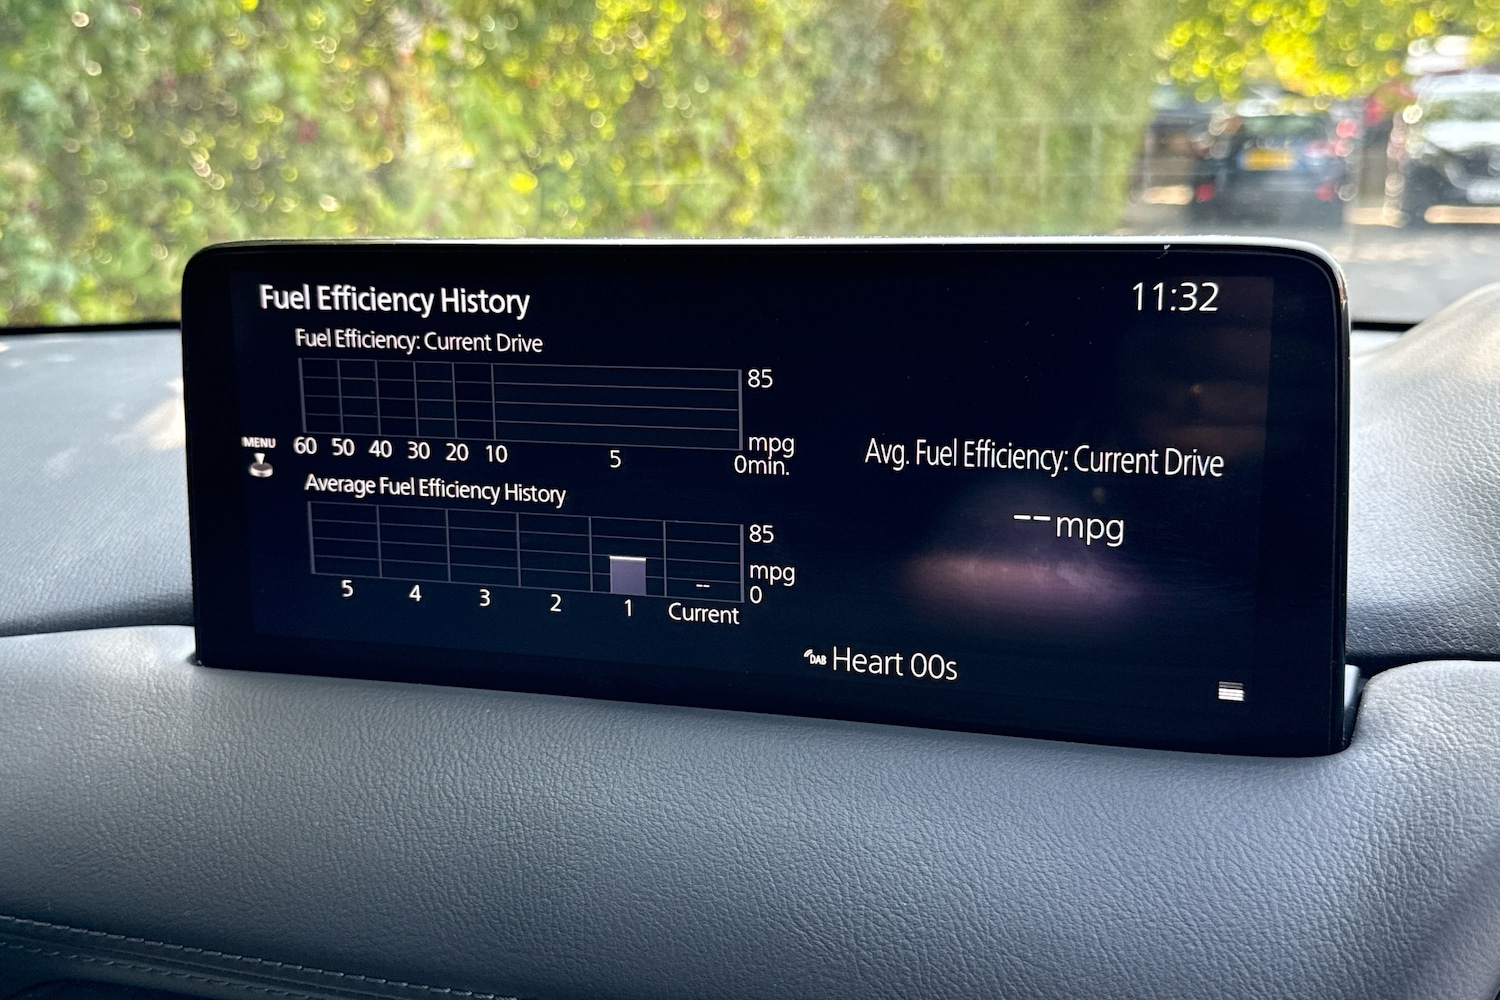 Fuel Efficiency History
11:32
Fuel Efficiency: Current Drive
85
mpg
60 50 40 30 20 10 5 0min.
MENU
Avg. Fuel Efficiency: Current Drive
--mpg
Average Fuel Efficiency History
85
mpg
0
--
5 4 3 2 1 Current
DAB Heart 00s